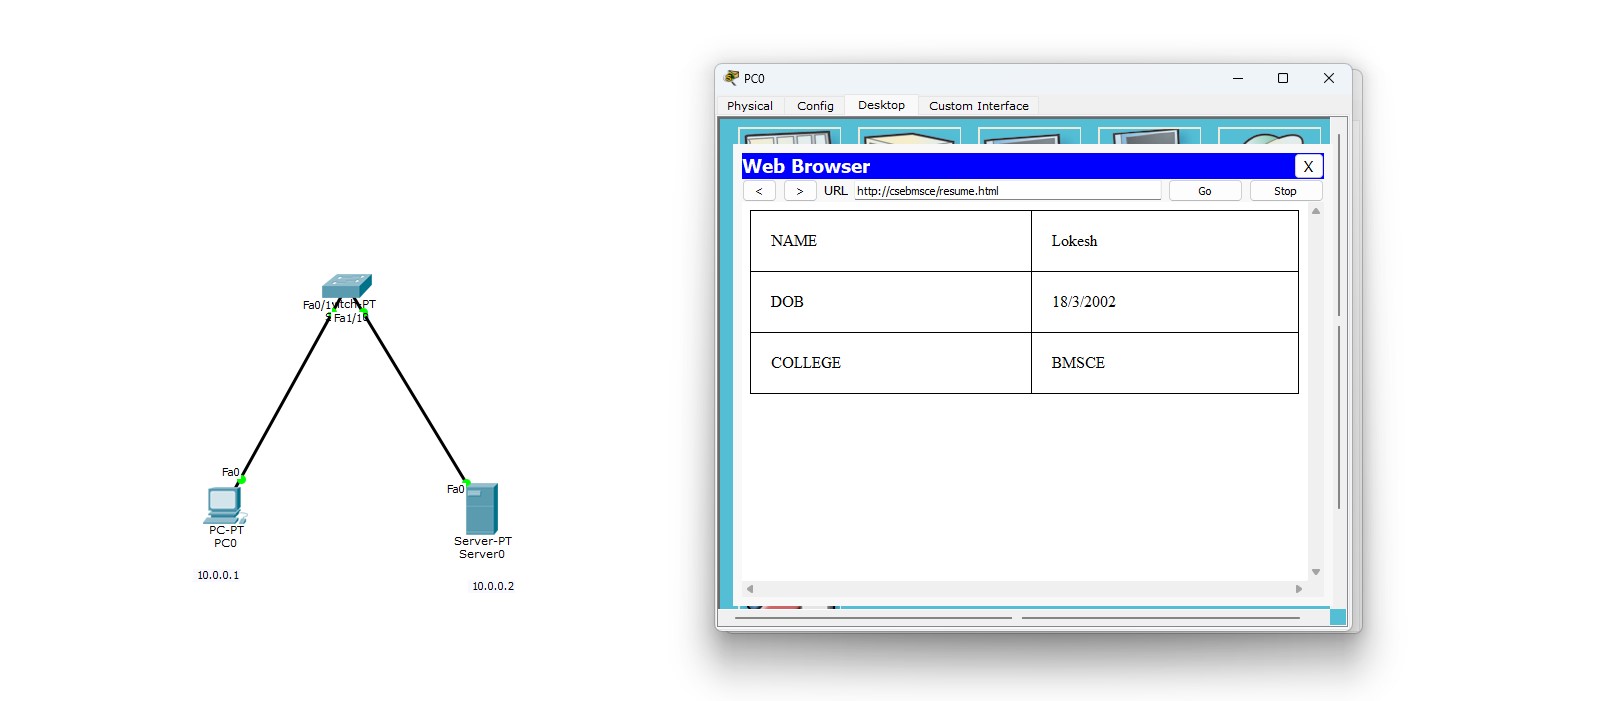 PC0
Physical Config Desktop Custom Interface
Web Browser X
< > URL http://csebmsce/resume.html Go Stop
NAME Lokesh
DOB 18/3/2002
COLLEGE BMSCE
Fa0/1
Fa1/1
Fa0
PC-PT
PC0
10.0.0.1
Fa0
Server-PT
Server0
10.0.0.2